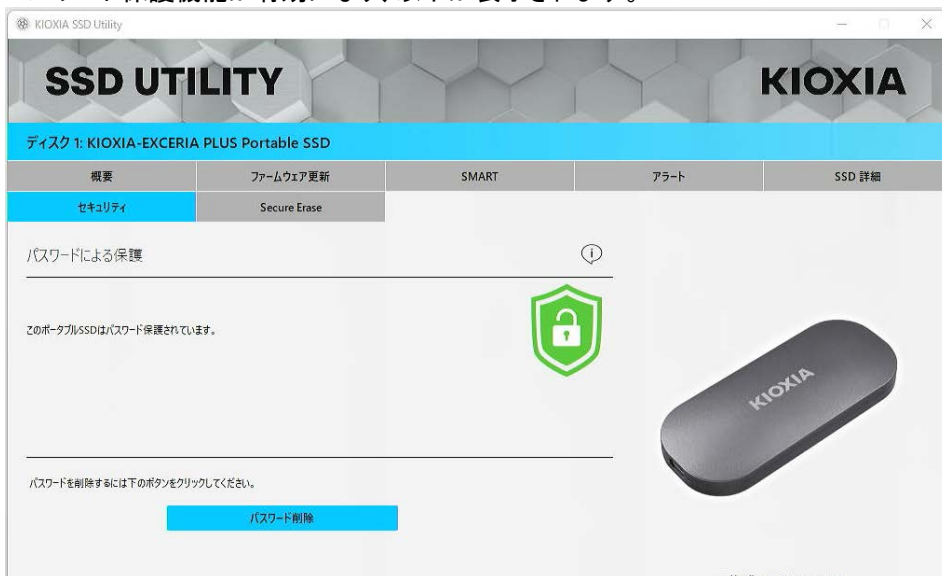 KIOXIA SSD Utility
SSD UTILITY
KIOXIA
ディスク 1: KIOXIA-EXCERIA PLUS Portable SSD
概要 ファームウェア更新 SMART アラート SSD 詳細
セキュリティ Secure Erase
パスワードによる保護
このポータブルSSDはパスワード保護されています。
KIOXIA
パスワードを削除するには下のボタンをクリックしてください。
パスワード削除